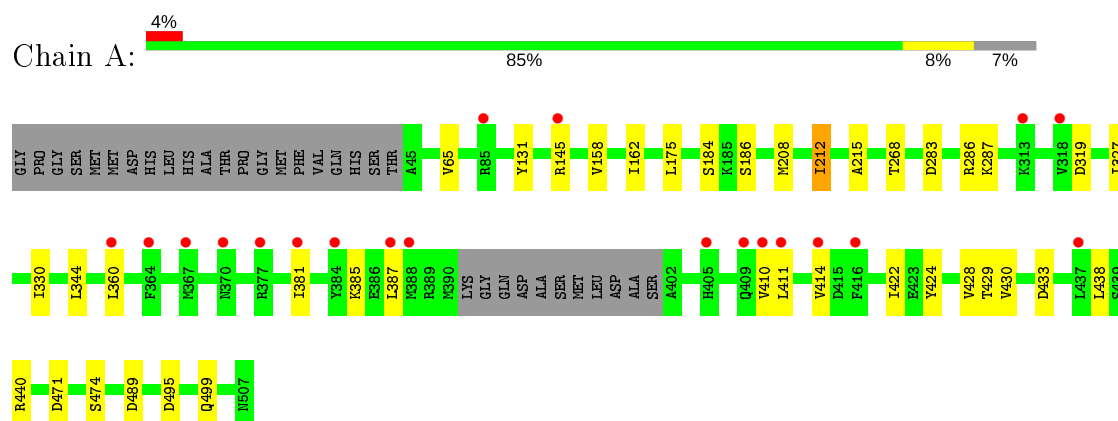 4%
Chain A:
85%
8%
7%
GLY PRO GLY SER MET MET ASP HIS LEU HIS ALA THR PRO GLY MET PHE VAL GLN HIS SER THR A45 V65 R85 Y131 R145 V158 I162 L175 S184 K185 S186 M208 I212 A215 T268 D283 R286 K287 K313 V318 D319 I327
I330 L344 L360 F364 M367 N370 R377 I381 Y384 K385 E386 L387 M388 R389 M390 LYS GLY GLN ASP ALA SER MET LEU ASP ALA SER A402 H405 Q409 V410 L411 V414 D415 F416 I422 E423 Y424 V428 T429 V430 D433 L437 L438 S439
R440 D471 S474 D489 D495 Q499 N507